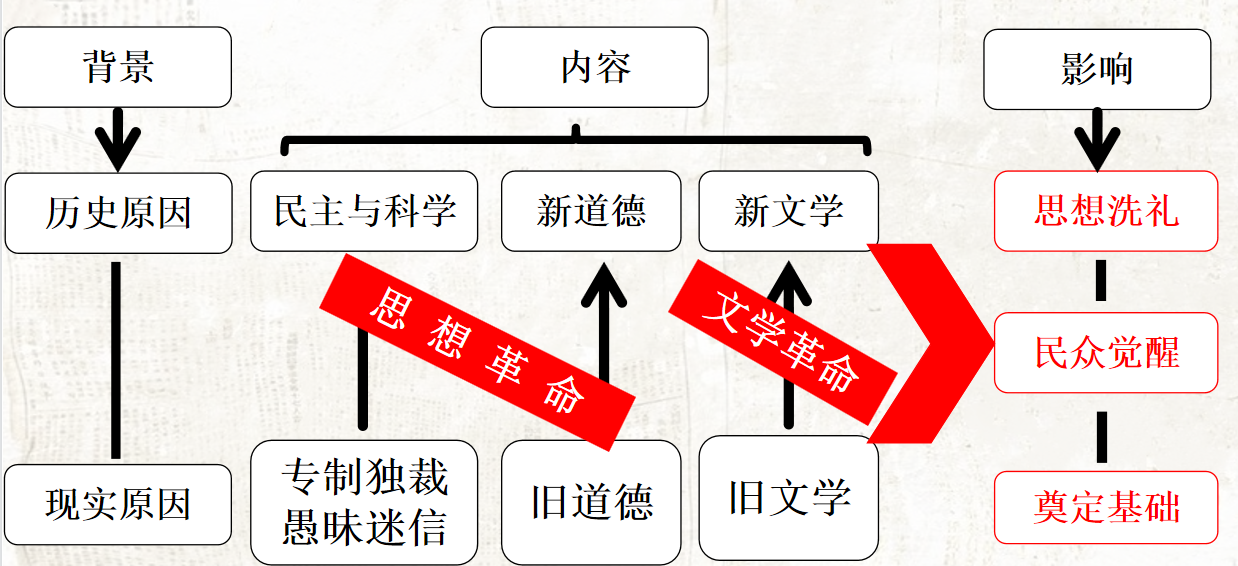 背景
内容
影响
历史原因
民主与科学
新道德
新文学
思想洗礼
思想革命
文学革命
民众觉醒
现实原因
专制独裁
愚昧迷信
旧道德
旧文学
奠定基础